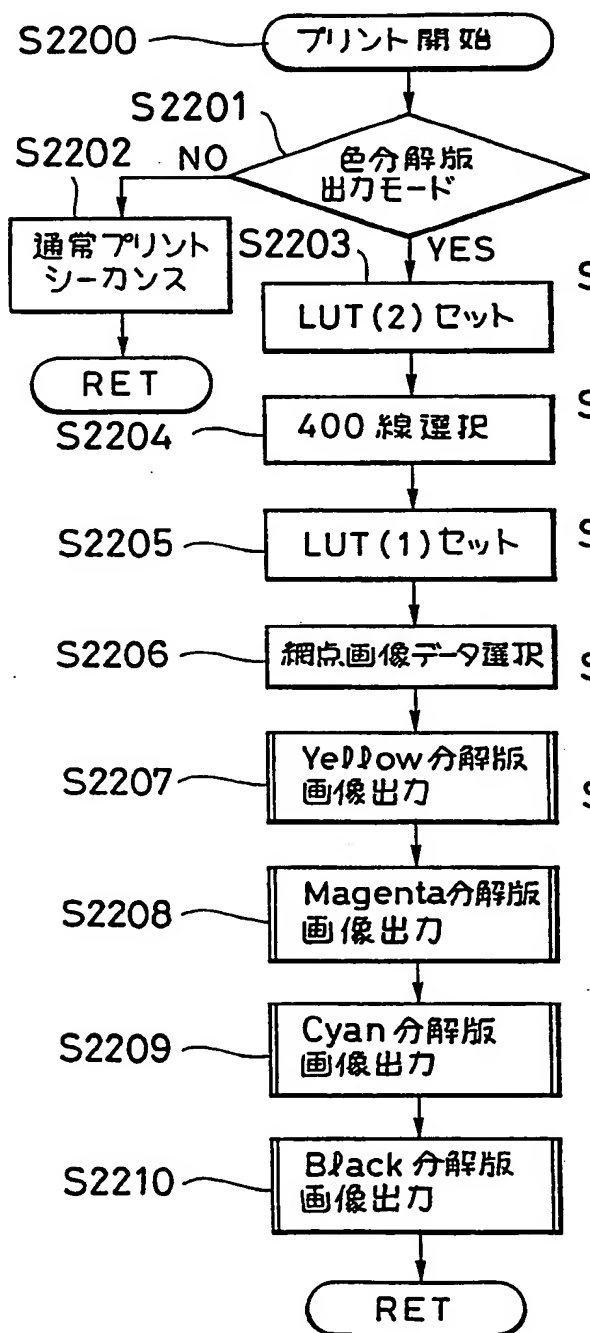 S2200
プリント開始
S2201
色分解版
出力モード
S2202
NO
通常プリント
シーケンス
RET
S2203
YES
LUT(2)セット
S
S2204
400線選択
S
S2205
LUT(1)セット
S
S2206
網点画像データ選択
S
S2207
Yellow分解版
画像出力
S
S2208
Magenta分解版
画像出力
S2209
Cyan分解版
画像出力
S2210
Black分解版
画像出力
RET